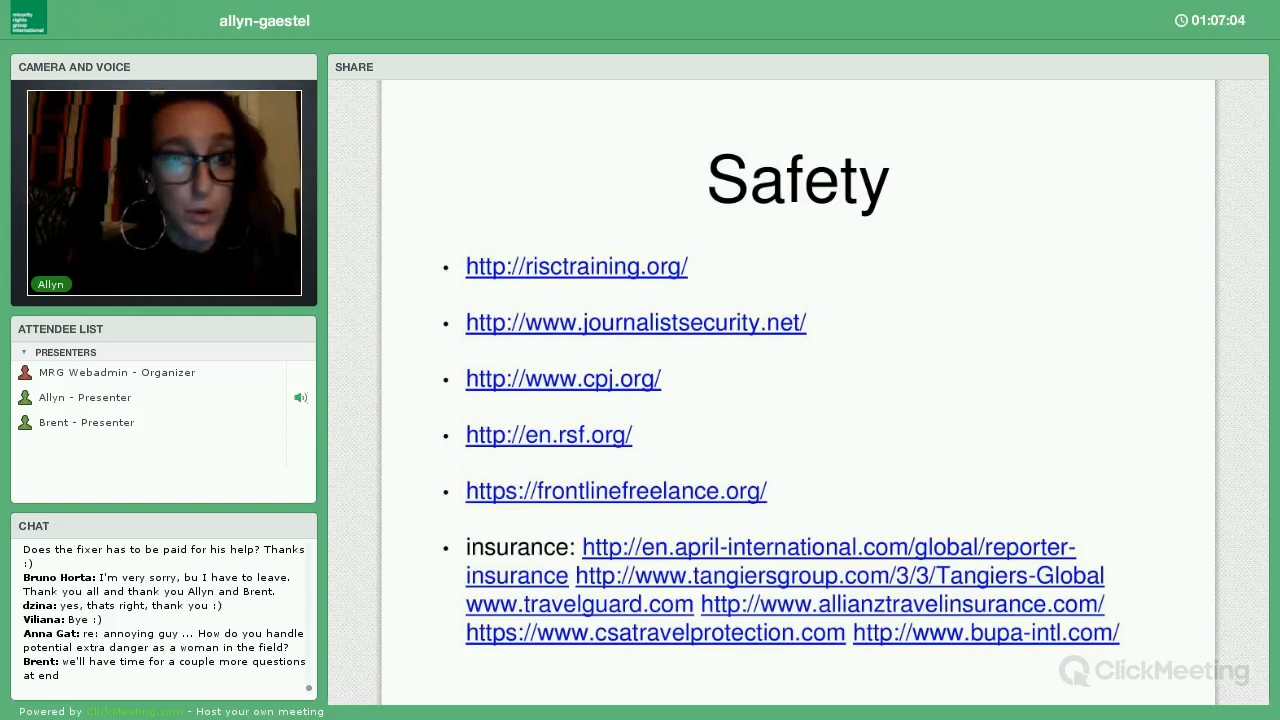 minority
rights
group
international
allyn-gaestel
01:07:04
CAMERA AND VOICE
Allyn
ATTENDEE LIST
PRESENTERS
MRG Webadmin - Organizer
Allyn - Presenter
Brent - Presenter
CHAT
Does the fixer has to be paid for his help? Thanks
:)
Bruno Horta: I'm very sorry, bu I have to leave.
Thank you all and thank you Allyn and Brent.
dzina: yes, thats right, thank you :)
Viliana: Bye :)
Anna Gat: re: annoying guy ... How do you handle
potential extra danger as a woman in the field?
Brent: we'll have time for a couple more questions
at end
Powered by ClickMeeting.com - Host your own meeting
SHARE
Safety
• http://risctraining.org/
• http://www.journalistsecurity.net/
• http://www.cpj.org/
• http://en.rsf.org/
• https://frontlinefreelance.org/
• insurance: http://en.april-international.com/global/reporter-
insurance http://www.tangiersgroup.com/3/3/Tangiers-Global
www.travelguard.com http://www.allianztravelinsurance.com/
https://www.csatravelprotection.com http://www.bupa-intl.com/
ClickMeeting